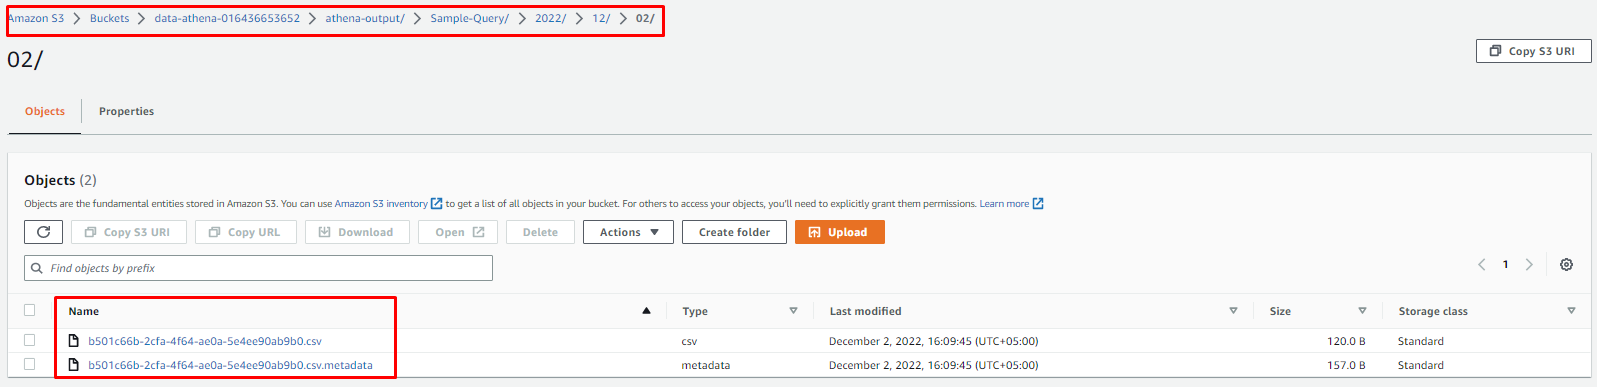 Amazon S3 > Buckets > data-athena-016436653652 > athena-output/ > Sample-Query/ > 2022/ > 12/ > 02/
02/
Copy S3 URI
Objects Properties
Objects (2)
Objects are the fundamental entities stored in Amazon S3. You can use Amazon S3 inventory to get a list of all objects in your bucket. For others to access your objects, you'll need to explicitly grant them permissions. Learn more
Copy S3 URI Copy URL Download Open Delete Actions Create folder Upload
Find objects by prefix
1
Name Type Last modified Size Storage class
b501c66b-2cfa-4f64-ae0a-5e4ee90ab9b0.csv csv December 2, 2022, 16:09:45 (UTC+05:00) 120.0 B Standard
b501c66b-2cfa-4f64-ae0a-5e4ee90ab9b0.csv.metadata metadata December 2, 2022, 16:09:45 (UTC+05:00) 157.0 B Standard